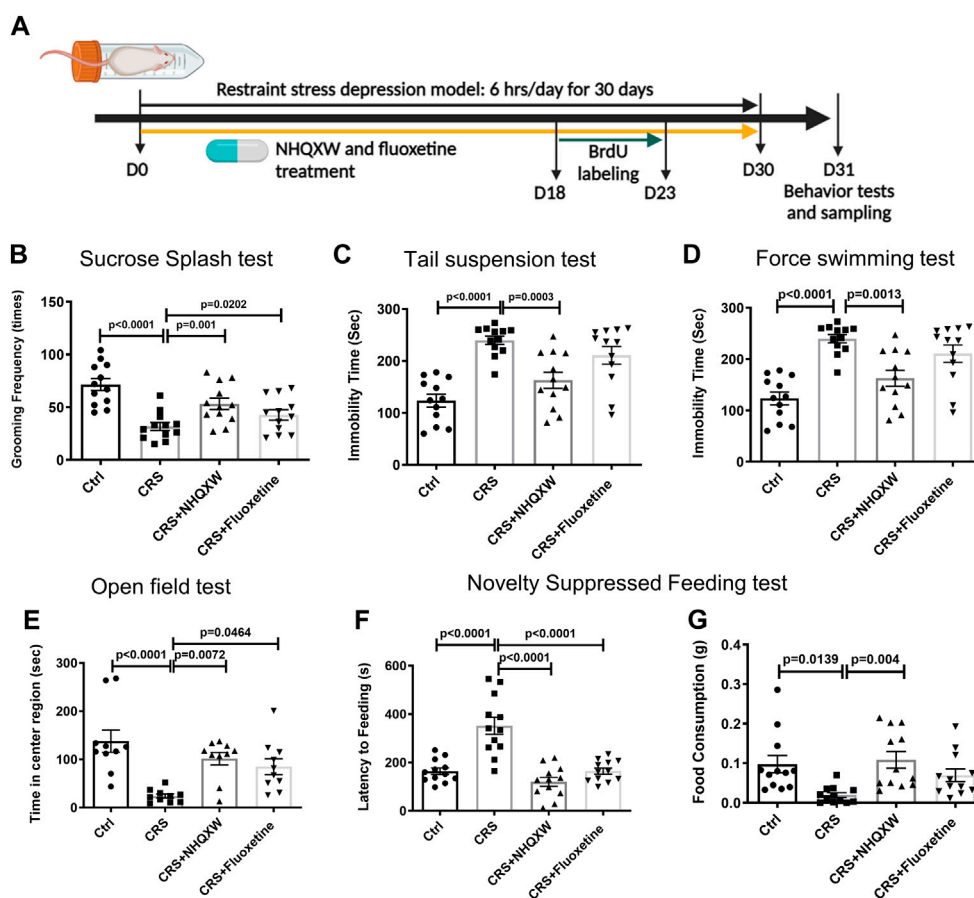 A
Restraint stress depression model: 6 hrs/day for 30 days
NHQXW and fluoxetine
treatment
BrdU
labeling
D0
D18
D23
D30
D31
Behavior tests
and sampling
B
Sucrose Splash test
Grooming Frequency (times)
150
100
50
0
p<0.0001
p=0.001
p=0.0202
Ctrl
CRS
CRS+NHQXW
CRS+Fluoxetine
C
Tail suspension test
Immobility Time (Sec)
300
200
100
0
p<0.0001
p=0.0003
Ctrl
CRS
CRS+NHQXW
CRS+Fluoxetine
D
Force swimming test
Immobility Time (Sec)
300
200
100
0
p<0.0001
p=0.0013
Ctrl
CRS
CRS+NHQXW
CRS+Fluoxetine
E
Open field test
Time in center region (sec)
300
200
100
0
p<0.0001
p=0.0072
p=0.0464
Ctrl
CRS
CRS+NHQXW
CRS+Fluoxetine
Novelty Suppressed Feeding test
F
Latency to Feeding (s)
600
400
200
0
p<0.0001
p<0.0001
p<0.0001
Ctrl
CRS
CRS+NHQXW
CRS+Fluoxetine
G
Food Consumption (g)
0.4
0.3
0.2
0.1
0.0
p=0.0139
p=0.004
Ctrl
CRS
CRS+NHQXW
CRS+Fluoxetine